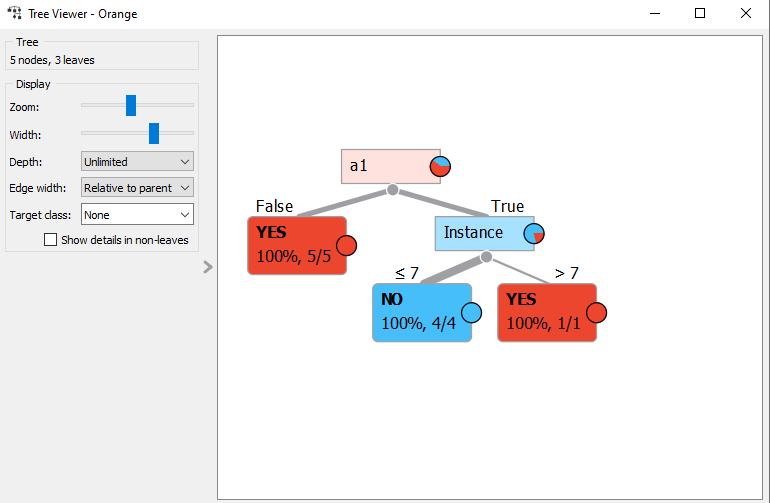 Tree Viewer - Orange
Tree
5 nodes, 3 leaves
Display
Zoom:
Width:
Depth: Unlimited
Edge width: Relative to parent
Target class: None
Show details in non-leaves
a1
False True
YES
100%, 5/5
Instance
≤ 7 > 7
NO
100%, 4/4
YES
100%, 1/1